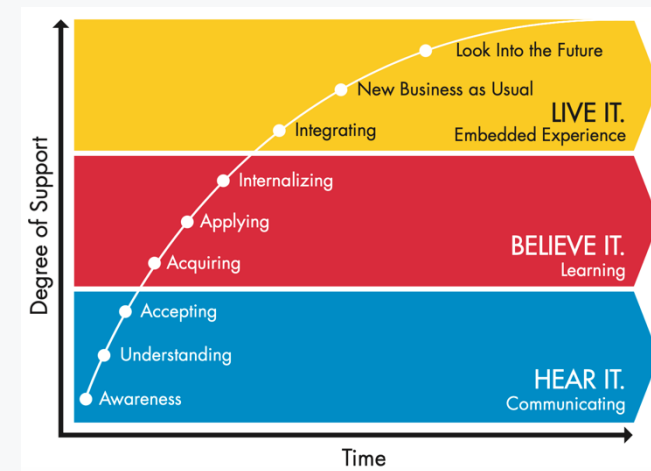 Degree of Support
Look Into the Future
New Business as Usual
LIVE IT.
Integrating
Embedded Experience
Internalizing
Applying
BELIEVE IT.
Acquiring
Learning
Accepting
Understanding
HEAR IT.
Awareness
Communicating
Time